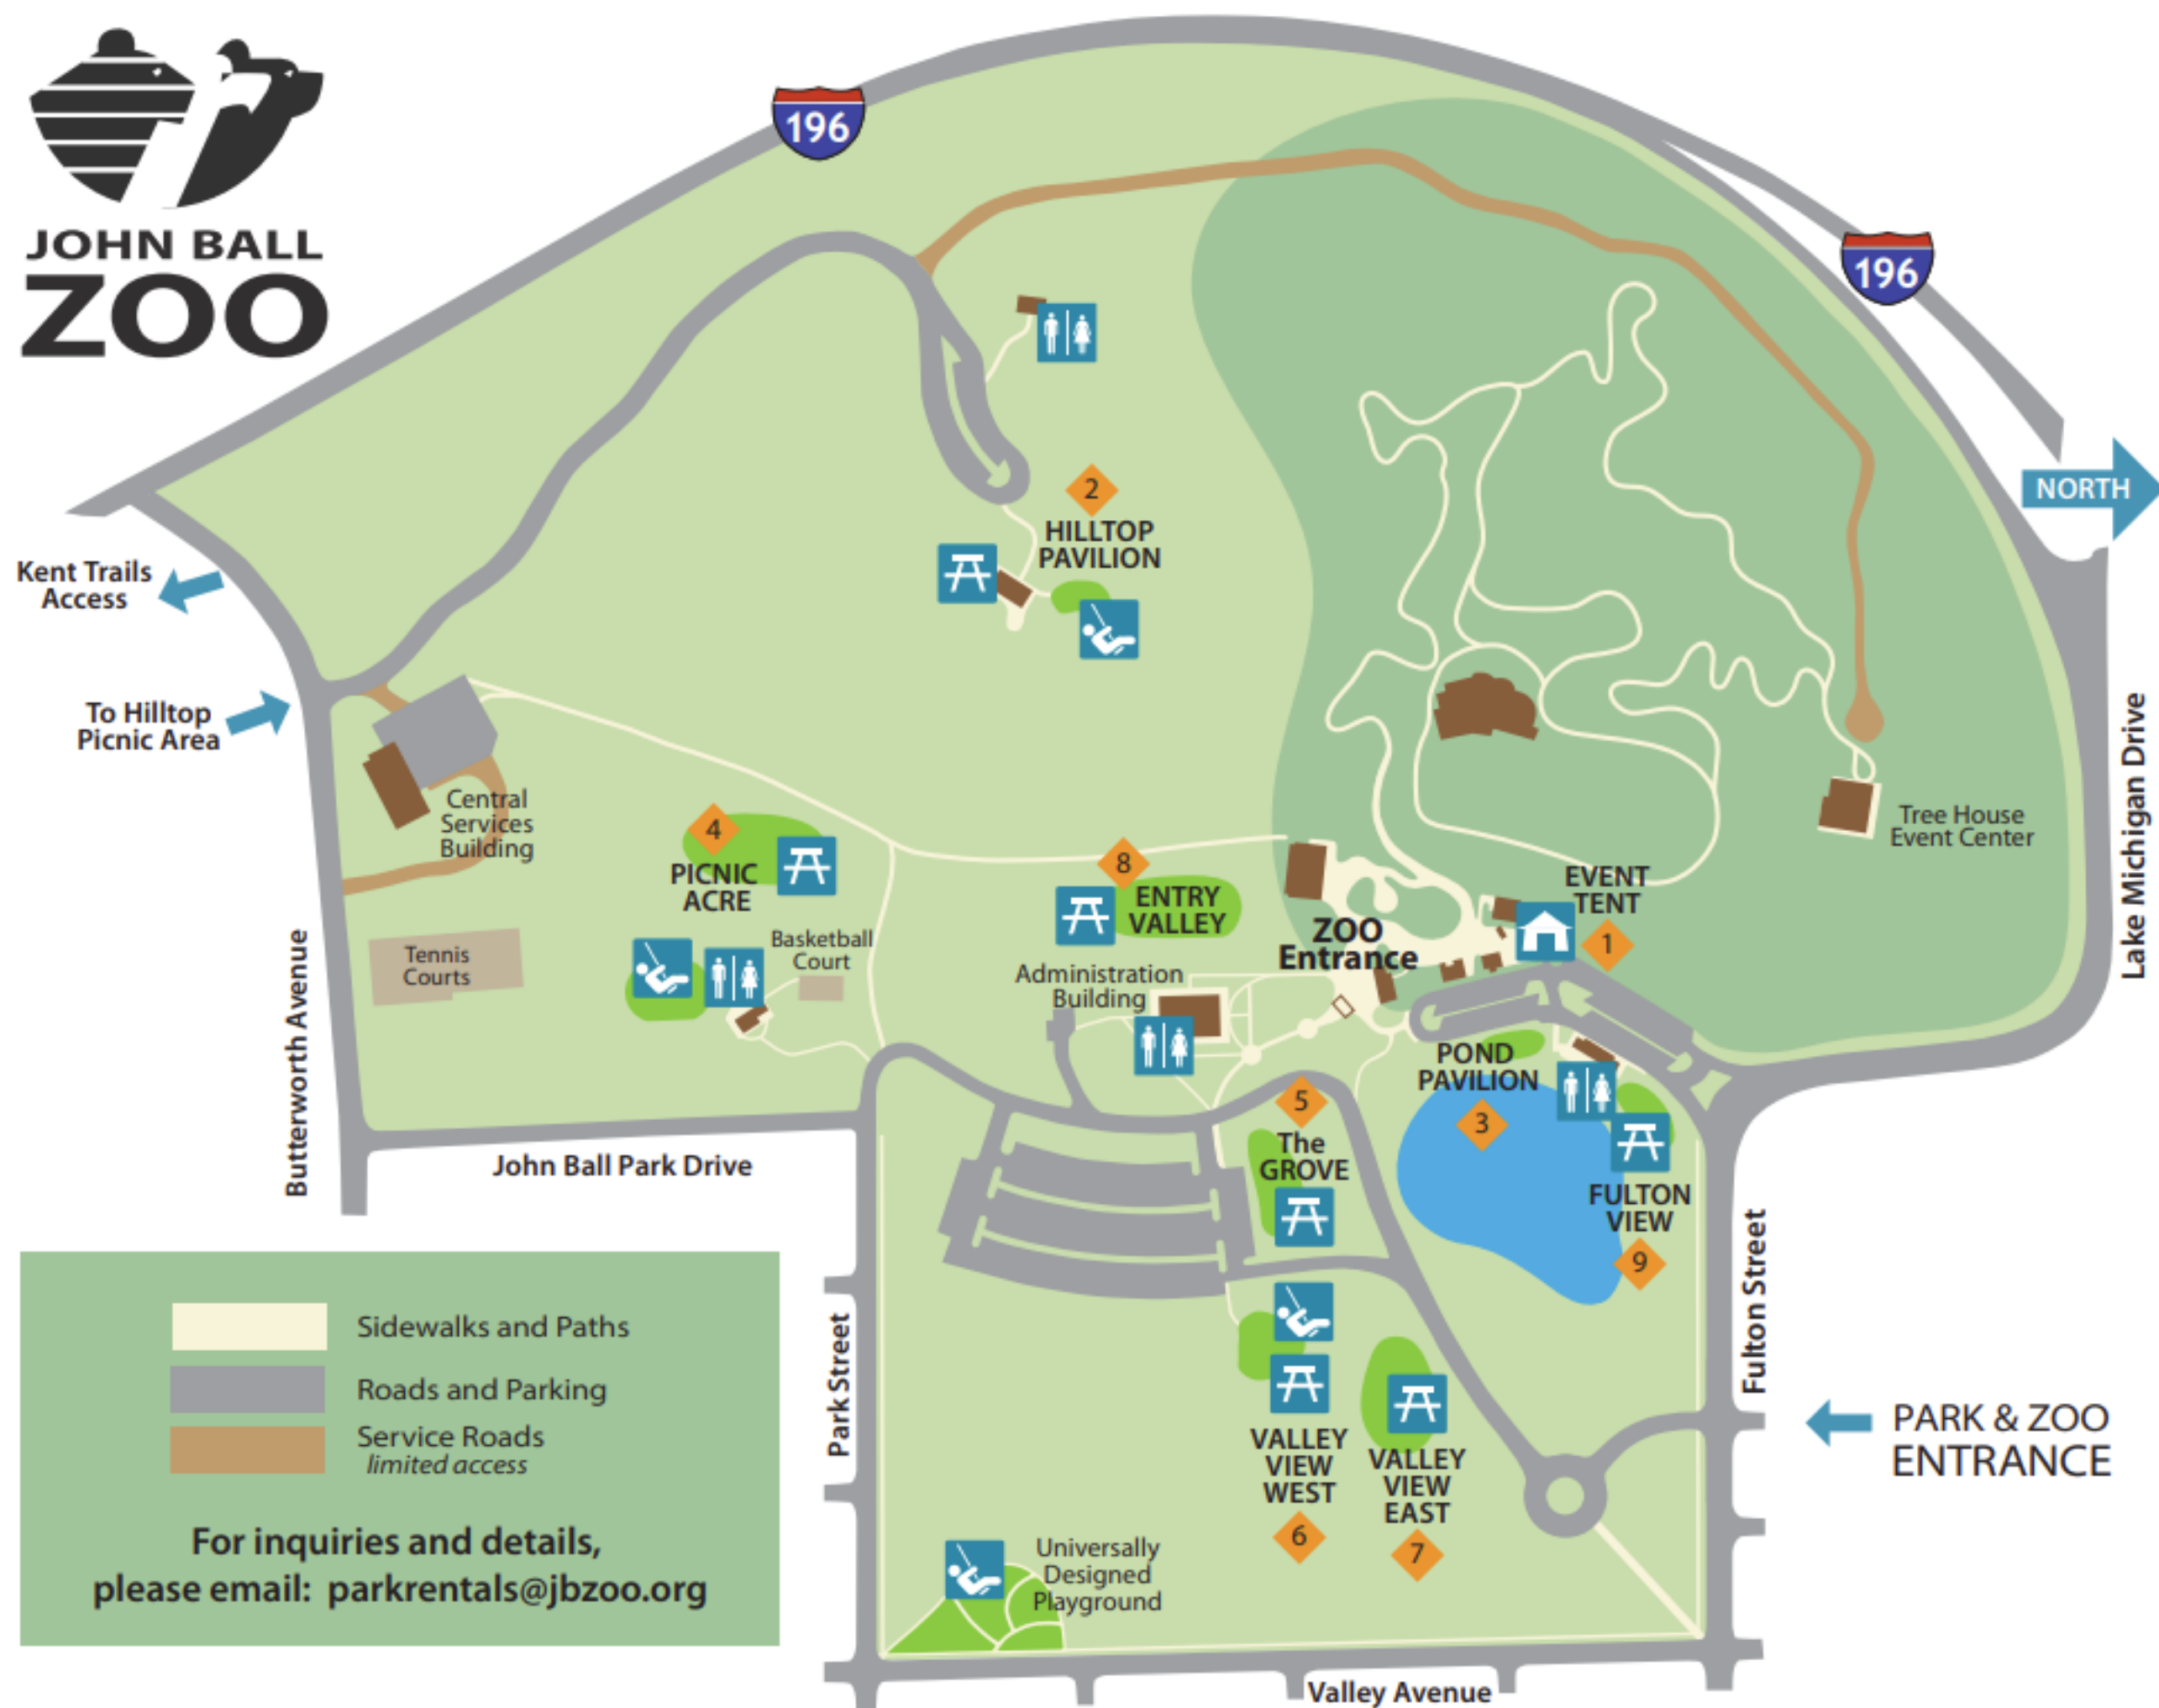 JOHN BALL
ZOO
196
196
NORTH
2
HILLTOP
PAVILION
Kent Trails
Access
To Hilltop
Picnic Area
Central
Services
Building
4
PICNIC
ACRE
8
ENTRY
VALLEY
Tree House
Event Center
Lake Michigan Drive
EVENT
TENT
1
ZOO
Entrance
Basketball
Court
Tennis
Courts
Administration
Building
Butterworth Avenue
POND
PAVILION
3
5
The
GROVE
John Ball Park Drive
FULTON
VIEW
9
Fulton Street
Park Street
Sidewalks and Paths
Roads and Parking
Service Roads
limited access
For inquiries and details,
please email: parkrentals@jbzoo.org
VALLEY
VIEW
WEST
6
VALLEY
VIEW
EAST
7
PARK & ZOO
ENTRANCE
Universally
Designed
Playground
Valley Avenue